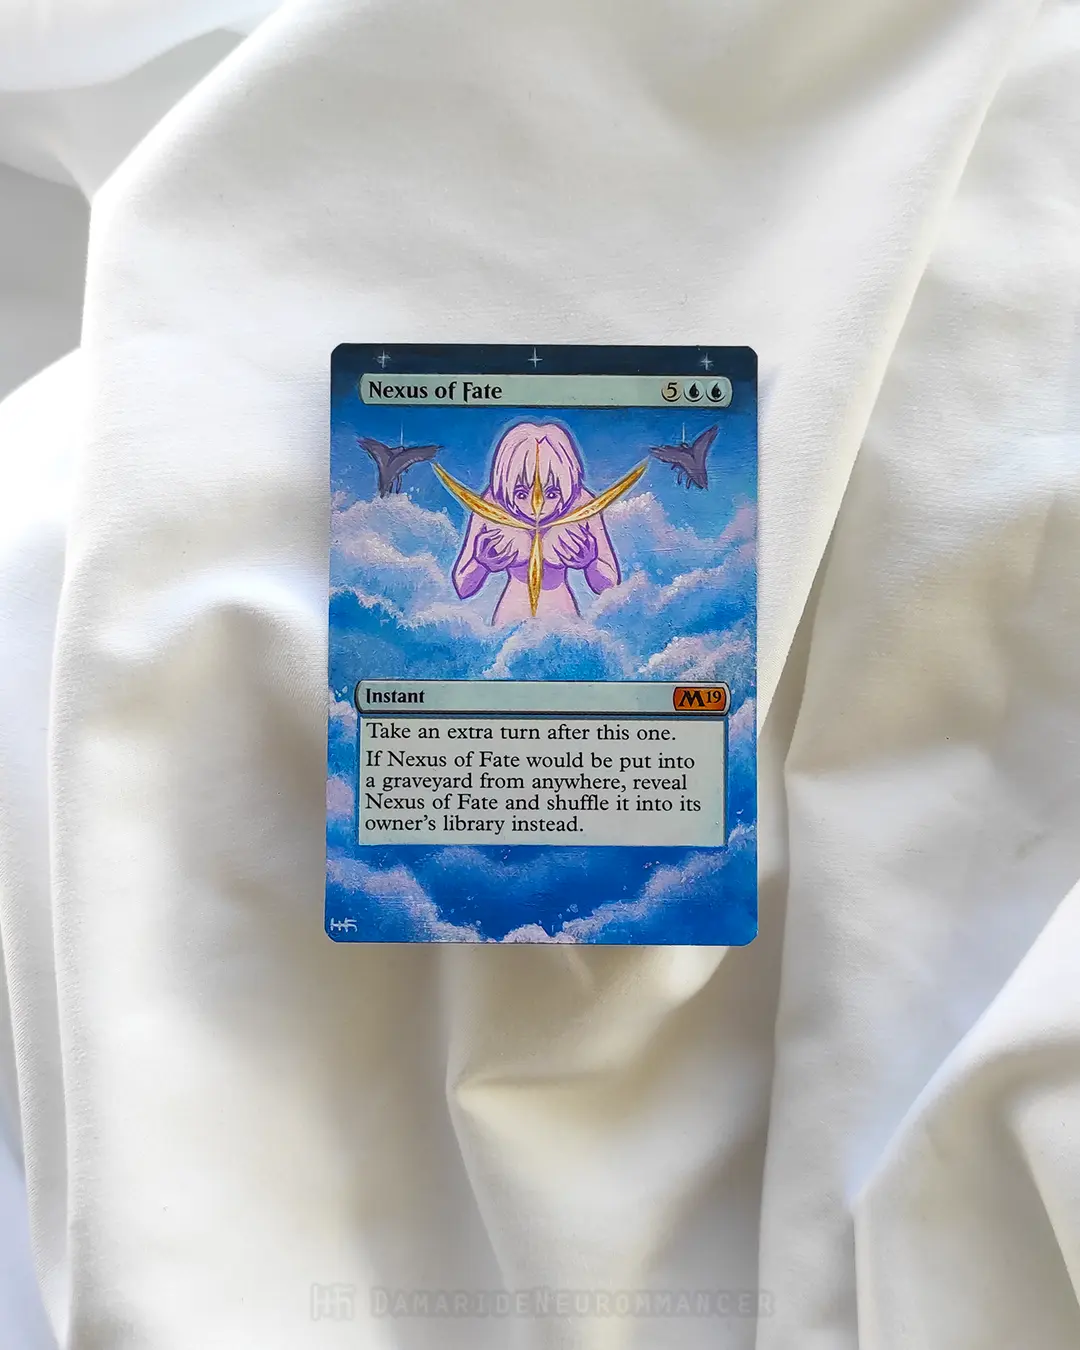 Nexus of Fate 5
Instant M19
Take an extra turn after this one.
If Nexus of Fate would be put into
a graveyard from anywhere, reveal
Nexus of Fate and shuffle it into its
owner's library instead.
DamarideNeurommancer